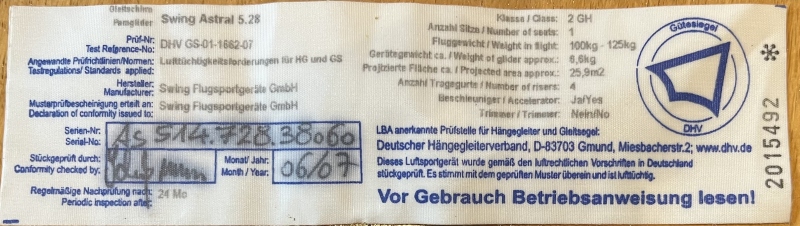 Gleitschirm
Paraglider Swing Astral 5.28
Prüf-Nr:
Test Reference-No: DHV GS-01-1662-07
Angewandte Prüfrichtlinien/Normen: Lufttüchtigkeitsforderungen für HG und GS
Testregulations/ Standards applied:
Hersteller:
Manufacturer: Swing Flugsportgeräte GmbH
Musterprüfbescheinigung erteilt an: Swing Flugsportgeräte GmbH
Declaration of conformity issued to:
Serien-Nr:
Serial-No: AS 514.728.38060
Stückgeprüft durch:
Conformity checked by:
Monat/ Jahr:
Month / Year: 06/07
Regelmäßige Nachprüfung nach: 24 Mo
Periodic inspection after:
Klasse / Class: 2 GH
Anzahl Sitze / Number of seats: 1
Fluggewicht / Weight in flight: 100kg - 125kg
Gerätegewicht ca. / Weight of glider approx.: 6,6kg
Projizierte Fläche ca. / Projected area approx.: 25,9m2
Anzahl Tragegurte / Number of risers: 4
Beschleuniger / Accelerator: Ja/Yes
Trimmer / Trimmer: Nein/No
LBA anerkannte Prüfstelle für Hängegleiter und Gleitsegel:
Deutscher Hängegleiterverband, D-83703 Gmund, Miesbacherstr.2; www.dhv.de
Dieses Luftsportgerät wurde gemäß den luftrechtlichen Vorschriften in Deutschland
stückgeprüft. Es stimmt mit dem geprüften Muster überein und ist lufttüchtig.
Vor Gebrauch Betriebsanweisung lesen!
Gütesiegel
DHV
2015492 *